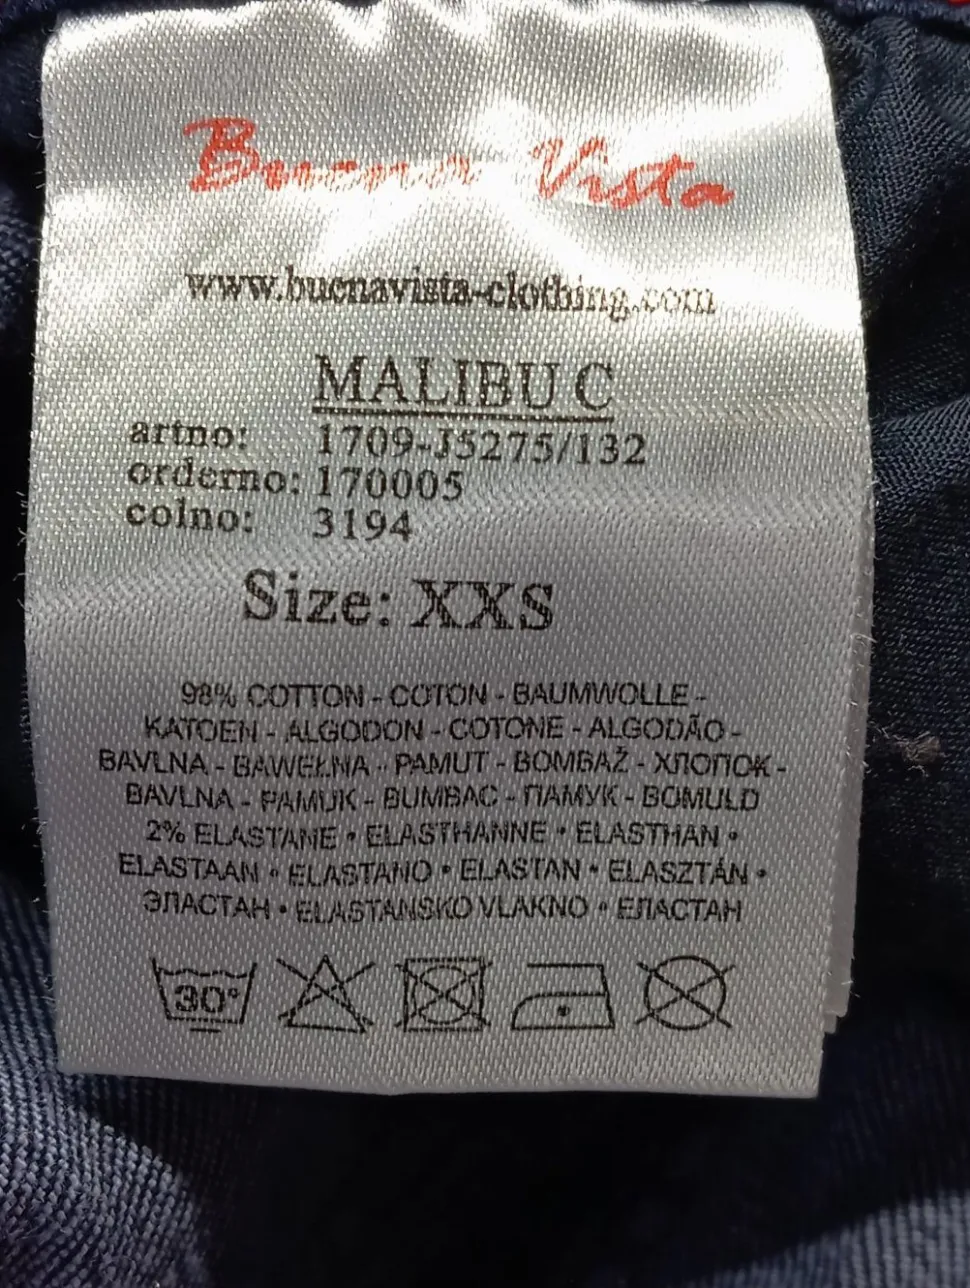 Buena Vista
www.buenavista-clothing.com
MALIBU C
artno: 1709-J5275/132
orderno: 170005
colno: 3194
Size: XXS
98% COTTON - COTON - BAUMWOLLE -
KATOEN - ALGODON - COTONE - ALGODÃO -
BAVLNA - BAWEŁNA - PAMUT - BOMBAŽ - ХЛОПОК -
BAVLNA - PAMUK - BUMBAC - ПАМУК - BOMULD
2% ELASTANE • ELASTHANNE • ELASTHAN •
ELASTAAN • ELASTANO • ELASTAN • ELASZTÁN •
ЭЛАСТАН • ELASTANSKO VLAKNO • ЕЛАСТАН
30°